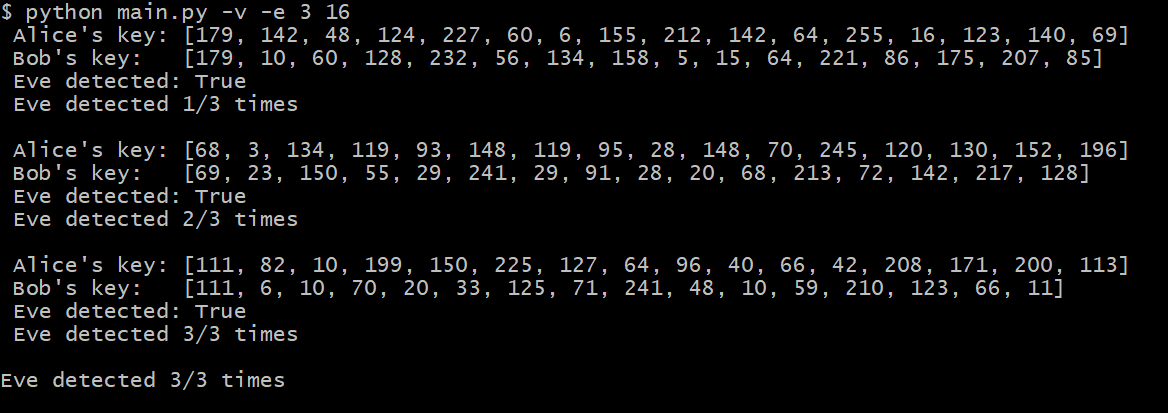 $ python main.py -v -e 3 16
Alice's key: [179, 142, 48, 124, 227, 60, 6, 155, 212, 142, 64, 255, 16, 123, 140, 69]
Bob's key: [179, 10, 60, 128, 232, 56, 134, 158, 5, 15, 64, 221, 86, 175, 207, 85]
Eve detected: True
Eve detected 1/3 times
Alice's key: [68, 3, 134, 119, 93, 148, 119, 95, 28, 148, 70, 245, 120, 130, 152, 196]
Bob's key: [69, 23, 150, 55, 29, 241, 29, 91, 28, 20, 68, 213, 72, 142, 217, 128]
Eve detected: True
Eve detected 2/3 times
Alice's key: [111, 82, 10, 199, 150, 225, 127, 64, 96, 40, 66, 42, 208, 171, 200, 113]
Bob's key: [111, 6, 10, 70, 20, 33, 125, 71, 241, 48, 10, 59, 210, 123, 66, 11]
Eve detected: True
Eve detected 3/3 times
Eve detected 3/3 times